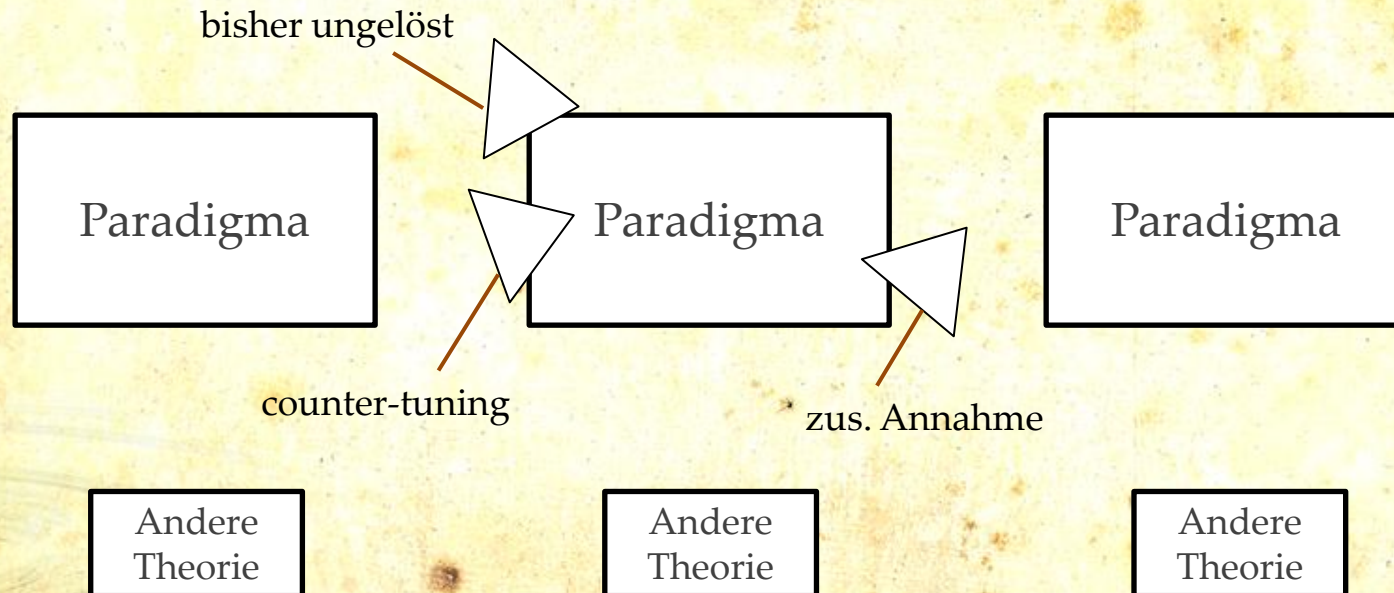 bisher ungelöst
Paradigma
Paradigma
Paradigma
counter-tuning
zus. Annahme
Andere
Theorie
Andere
Theorie
Andere
Theorie